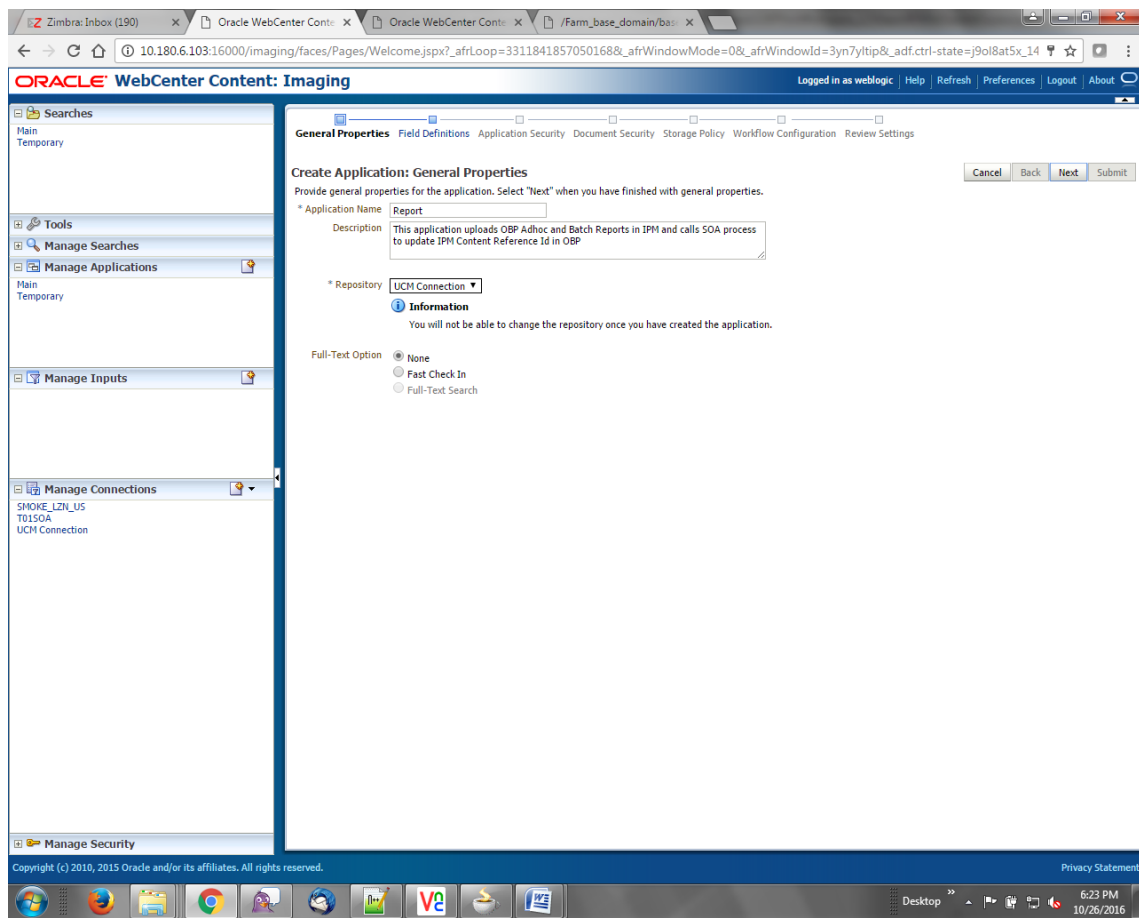 Zimbra: Inbox (190)
Oracle WebCenter Conte
Oracle WebCenter Conte
/Farm_base_domain/bas
10.180.6.103:16000/imaging/faces/Pages/Welcome.jspx?_afrLoop=3311841857050168&_afrWindowMode=0&_afrWindowId=3yn7yltip&_adf.ctrl-state=j9ol8at5x_14
ORACLE WebCenter Content: Imaging
Logged in as weblogic Help Refresh Preferences Logout About
Searches
Main
Temporary
Tools
Manage Searches
Manage Applications
Main
Temporary
Manage Inputs
Manage Connections
SMOKE_LZN_US
T01SOA
UCM Connection
Manage Security
General Properties Field Definitions Application Security Document Security Storage Policy Workflow Configuration Review Settings
Create Application: General Properties
Cancel Back Next Submit
Provide general properties for the application. Select "Next" when you have finished with general properties.
* Application Name Report
Description This application uploads OBP Adhoc and Batch Reports in IPM and calls SOA process
to update IPM Content Reference Id in OBP
* Repository UCM Connection
Information
You will not be able to change the repository once you have created the application.
Full-Text Option None
Fast Check In
Full-Text Search
Copyright (c) 2010, 2015 Oracle and/or its affiliates. All rights reserved.
Privacy Statement
Desktop
6:23 PM
10/26/2016